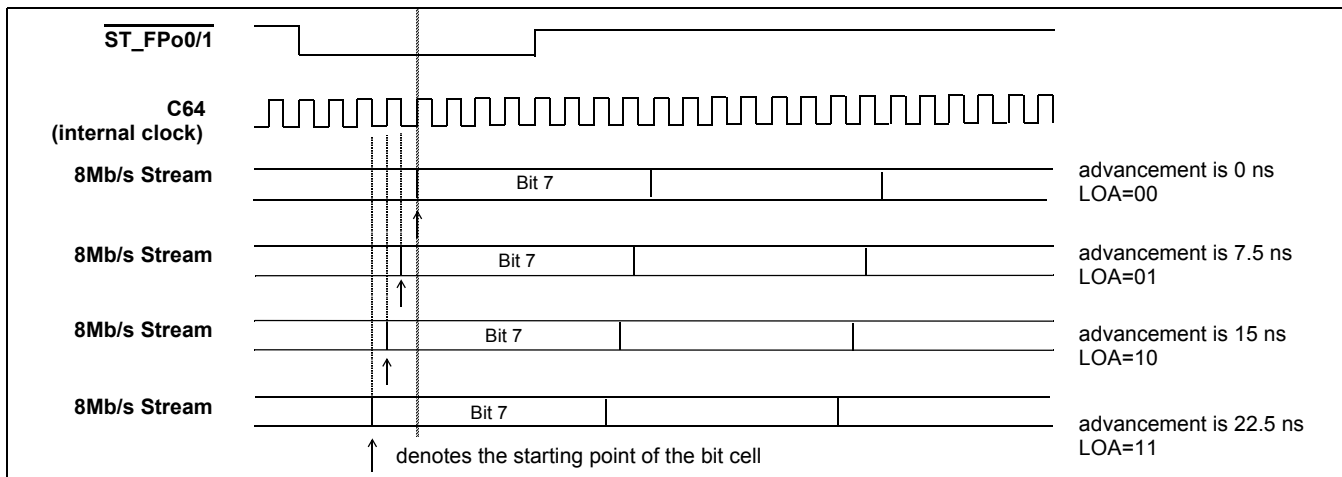 ST_FPo0/1
C64
(internal clock)
8Mb/s Stream
Bit 7
advancement is 0 ns
LOA=00
8Mb/s Stream
Bit 7
advancement is 7.5 ns
LOA=01
8Mb/s Stream
Bit 7
advancement is 15 ns
LOA=10
8Mb/s Stream
Bit 7
advancement is 22.5 ns
LOA=11
denotes the starting point of the bit cell